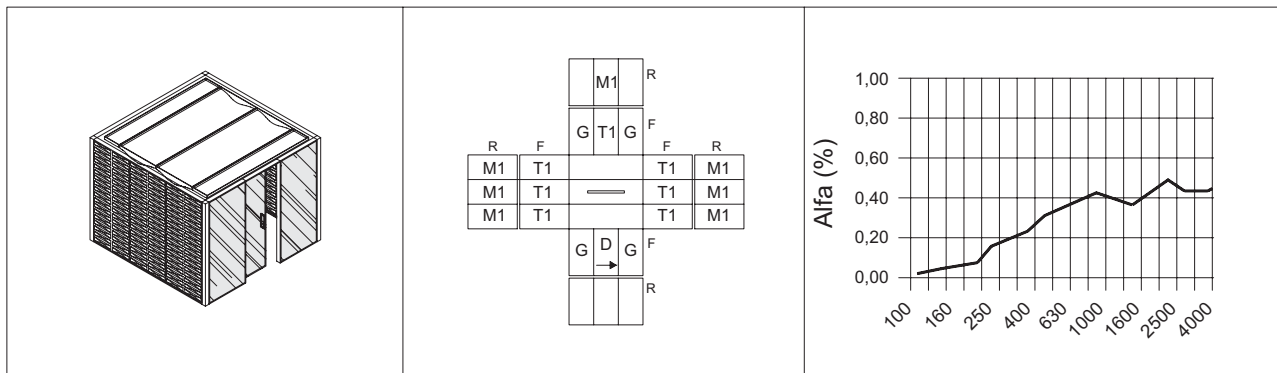 M1 R
G T1 G F
R F F R
M1 T1 T1 M1
M1 T1 T1 M1
M1 T1 T1 M1
G D G F
R
Alfa (%)
1,00
0,80
0,60
0,40
0,20
0,00
100 160 250 400 630 1000 1600 2500 4000